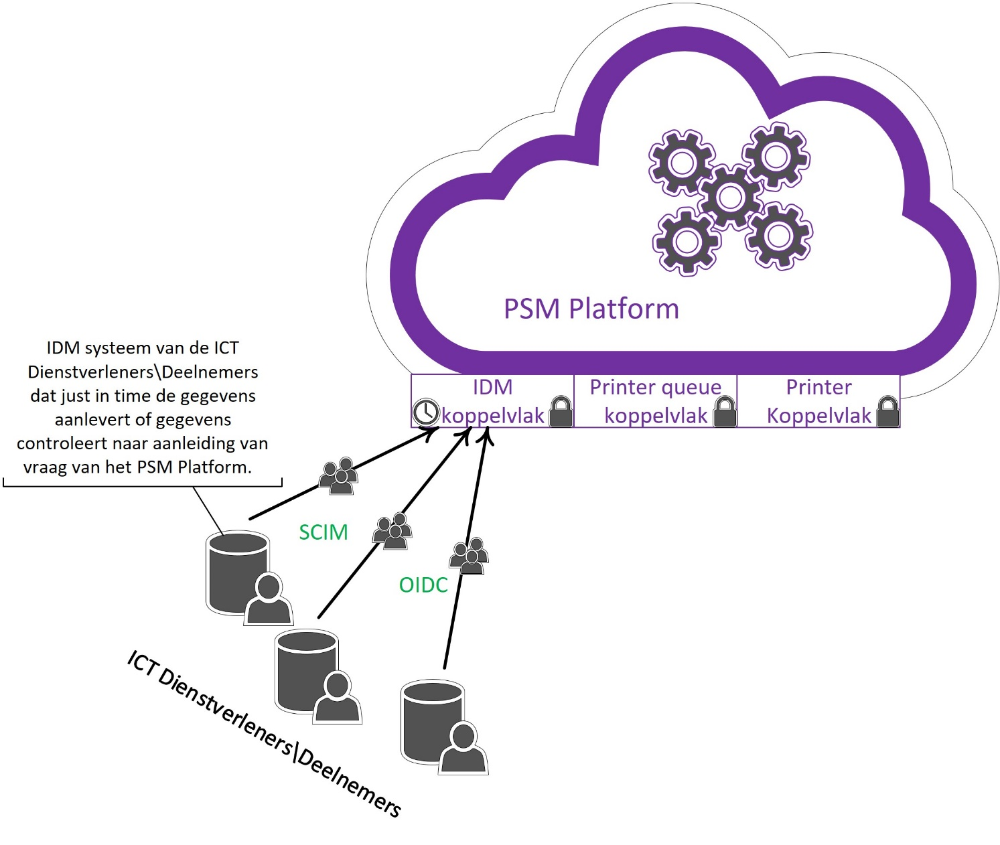 PSM Platform
IDM systeem van de ICT
Dienstverleners\Deelnemers
dat just in time de gegevens
aanlevert of gegevens
controleert naar aanleiding van
vraag van het PSM Platform.
IDM
koppelvlak
Printer queue
koppelvlak
Printer
Koppelvlak
SCIM
OIDC
ICT Dienstverleners\Deelnemers